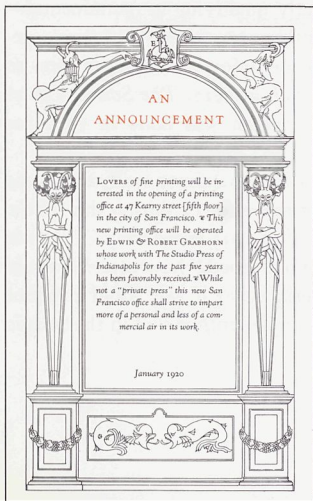 AN
ANNOUNCEMENT
LOVERS of fine printing will be in-
terested in the opening of a printing
office at 47 Kearny street [fifth floor]
in the city of San Francisco. ❦ This
new printing office will be operated
by EDWIN & ROBERT GRABHORN
whose work with The Studio Press of
Indianapolis for the past five years
has been favorably received. ❦ While
not a "private press" this new San
Francisco office shall strive to impart
more of a personal and less of a com-
mercial air in its work.
January 1920